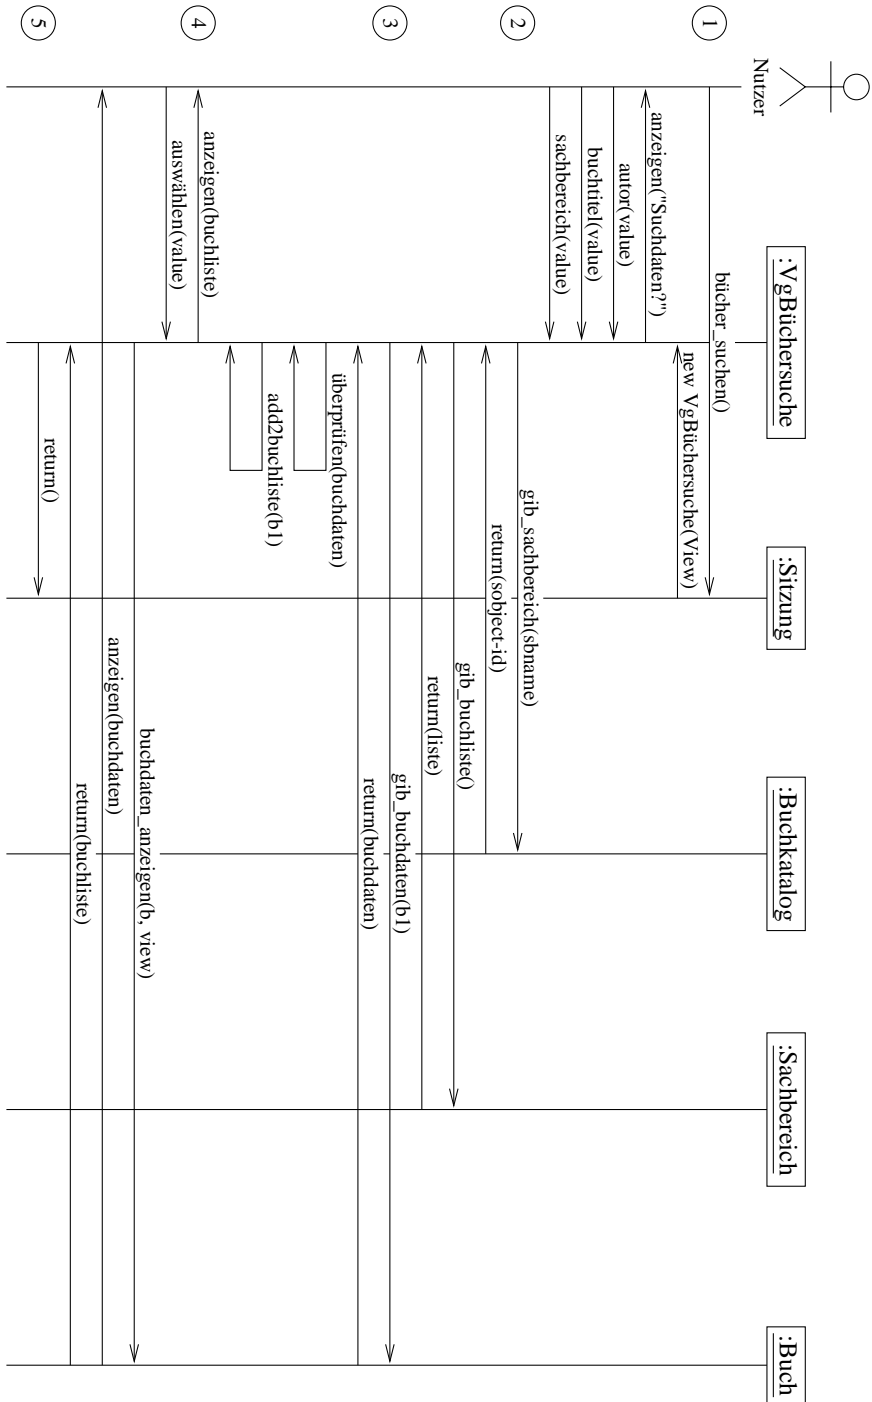 Nutzer
:VgBüchersuche
:Sitzung
:Buchkatalog
:Sachbereich
:Buch
1
bücher_suchen()
new VgBüchersuche(View)
anzeigen("Suchdaten?")
autor(value)
buchtitel(value)
sachbereich(value)
2
gib_sachbereich(sbname)
return(sobject-id)
gib_buchliste()
return(liste)
3
gib_buchdaten(b1)
return(buchdaten)
überprüfen(buchdaten)
add2buchliste(b1)
4
anzeigen(buchliste)
auswählen(value)
buchdaten_anzeigen(b, view)
anzeigen(buchdaten)
return(buchliste)
5
return()